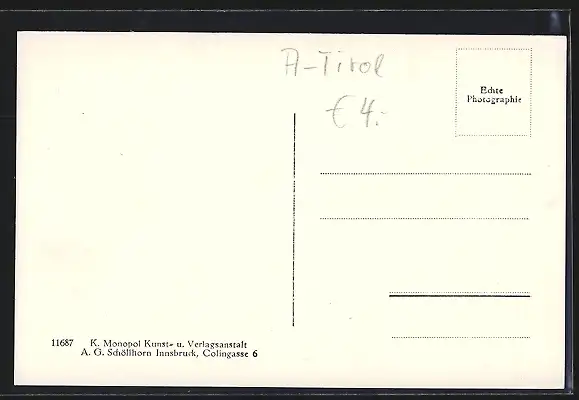 A-Tirol
€ 4.-
Echte
Photographie
11687 K. Monopol Kunst- u. Verlagsanstalt
A. G. Schöllhorn Innsbruck, Colingasse 6